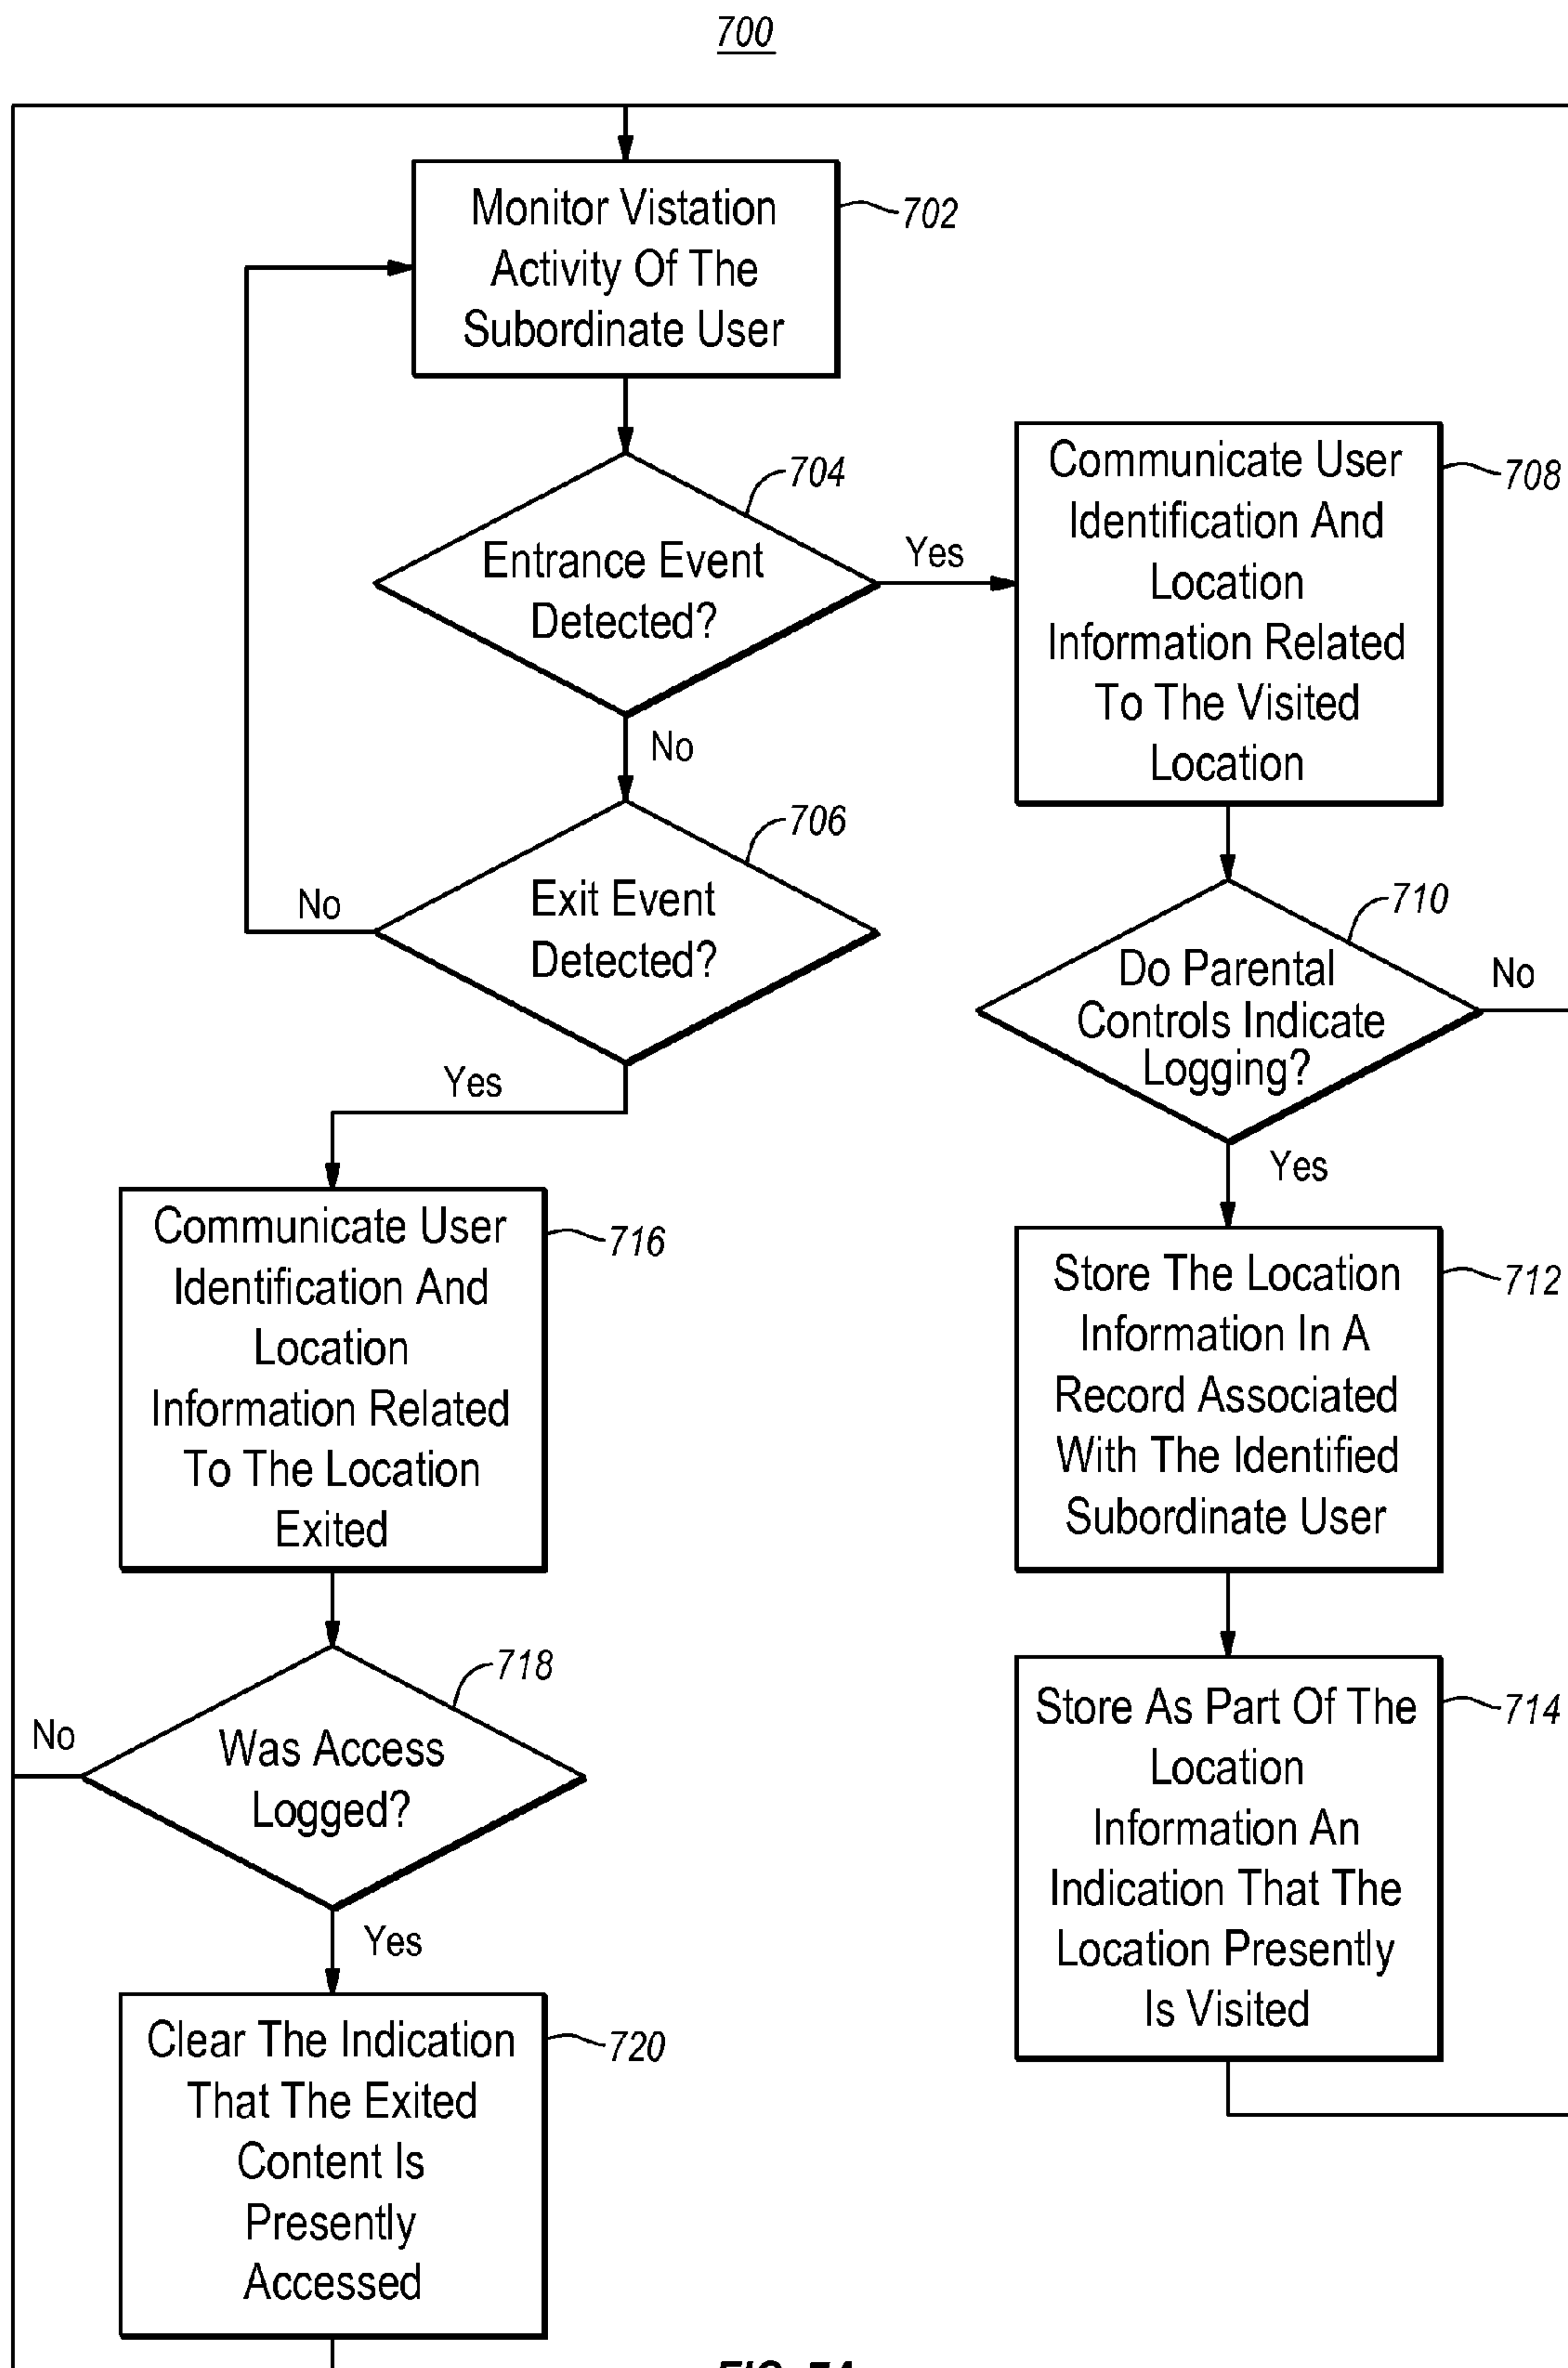 700
Monitor Vistation
Activity Of The
Subordinate User
702
704
Entrance Event
Detected?
Yes
No
706
Exit Event
Detected?
No
Yes
Communicate User
Identification And
Location
Information Related
To The Visited
Location
708
710
Do Parental
Controls Indicate
Logging?
No
Yes
Store The Location
Information In A
Record Associated
With The Identified
Subordinate User
712
Store As Part Of The
Location
Information An
Indication That The
Location Presently
Is Visited
714
Communicate User
Identification And
Location
Information Related
To The Location
Exited
716
718
Was Access
Logged?
No
Yes
Clear The Indication
That The Exited
Content Is
Presently
Accessed
720